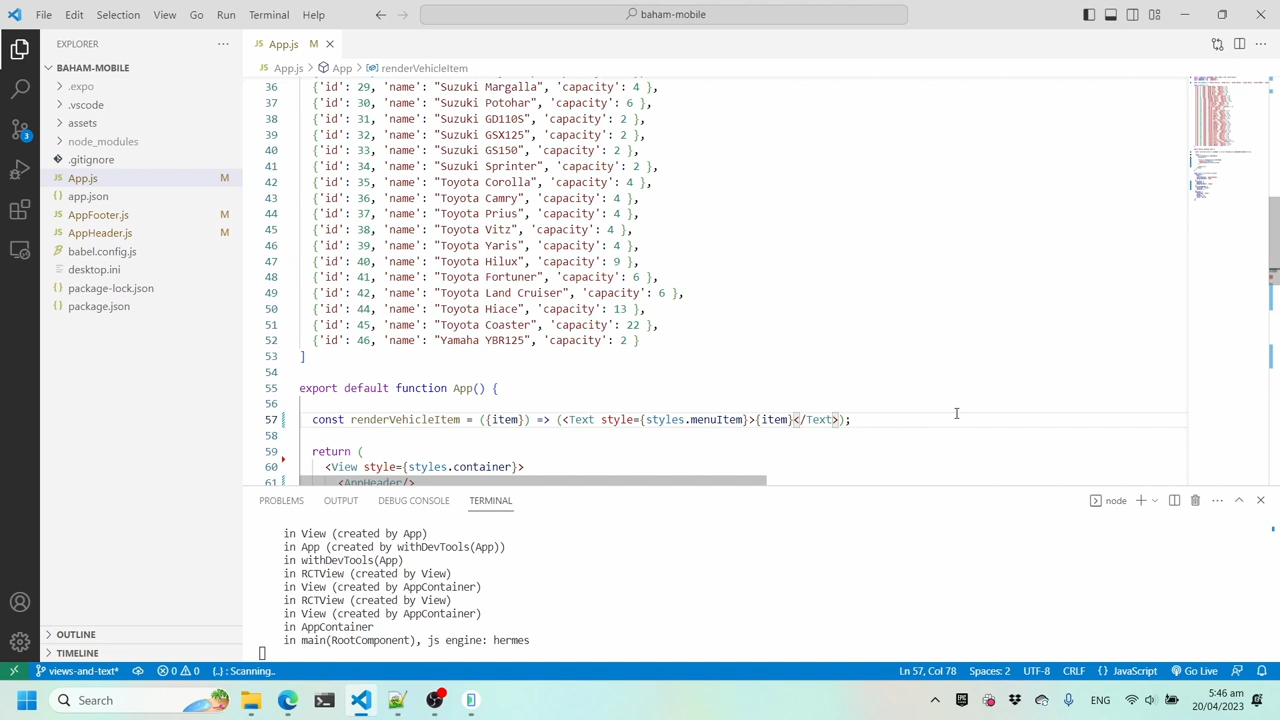 File Edit Selection View Go Run Terminal Help
baham-mobile
EXPLORER
BAHAM-MOBILE
.expo
.vscode
assets
node_modules
.gitignore
App.js M
app.json
AppFooter.js M
AppHeader.js M
babel.config.js
desktop.ini
package-lock.json
package.json
OUTLINE
TIMELINE
3
JS App.js M
JS App.js > App > renderVehicleItem
36 {'id': 29, 'name': "Suzuki Margalla", 'capacity': 4 },
37 {'id': 30, 'name': "Suzuki Potohar", 'capacity': 6 },
38 {'id': 31, 'name': "Suzuki GD110S", 'capacity': 2 },
39 {'id': 32, 'name': "Suzuki GSX125", 'capacity': 2 },
40 {'id': 33, 'name': "Suzuki GS150", 'capacity': 2 },
41 {'id': 34, 'name': "Suzuki Sprinter", 'capacity': 2 },
42 {'id': 35, 'name': "Toyota Corolla", 'capacity': 4 },
43 {'id': 36, 'name': "Toyota Camry", 'capacity': 4 },
44 {'id': 37, 'name': "Toyota Prius", 'capacity': 4 },
45 {'id': 38, 'name': "Toyota Vitz", 'capacity': 4 },
46 {'id': 39, 'name': "Toyota Yaris", 'capacity': 4 },
47 {'id': 40, 'name': "Toyota Hilux", 'capacity': 9 },
48 {'id': 41, 'name': "Toyota Fortuner", 'capacity': 6 },
49 {'id': 42, 'name': "Toyota Land Cruiser", 'capacity': 6 },
50 {'id': 44, 'name': "Toyota Hiace", 'capacity': 13 },
51 {'id': 45, 'name': "Toyota Coaster", 'capacity': 22 },
52 {'id': 46, 'name': "Yamaha YBR125", 'capacity': 2 }
53 ]
54
55 export default function App() {
56
57 const renderVehicleItem = ({item}) => (<Text style={styles.menuItem}>{item}</Text>);
58
59 return (
60 <View style={styles.container}>
61 <AppHeader/>
PROBLEMS OUTPUT DEBUG CONSOLE TERMINAL
node
in View (created by App)
in App (created by withDevTools(App))
in withDevTools(App)
in RCTView (created by View)
in View (created by AppContainer)
in RCTView (created by View)
in View (created by AppContainer)
in AppContainer
in main(RootComponent), js engine: hermes
views-and-text* 0 0 {..} : Scanning.. Ln 57, Col 78 Spaces: 2 UTF-8 CRLF {} JavaScript Go Live
Search
ENG
5:46 am
20/04/2023